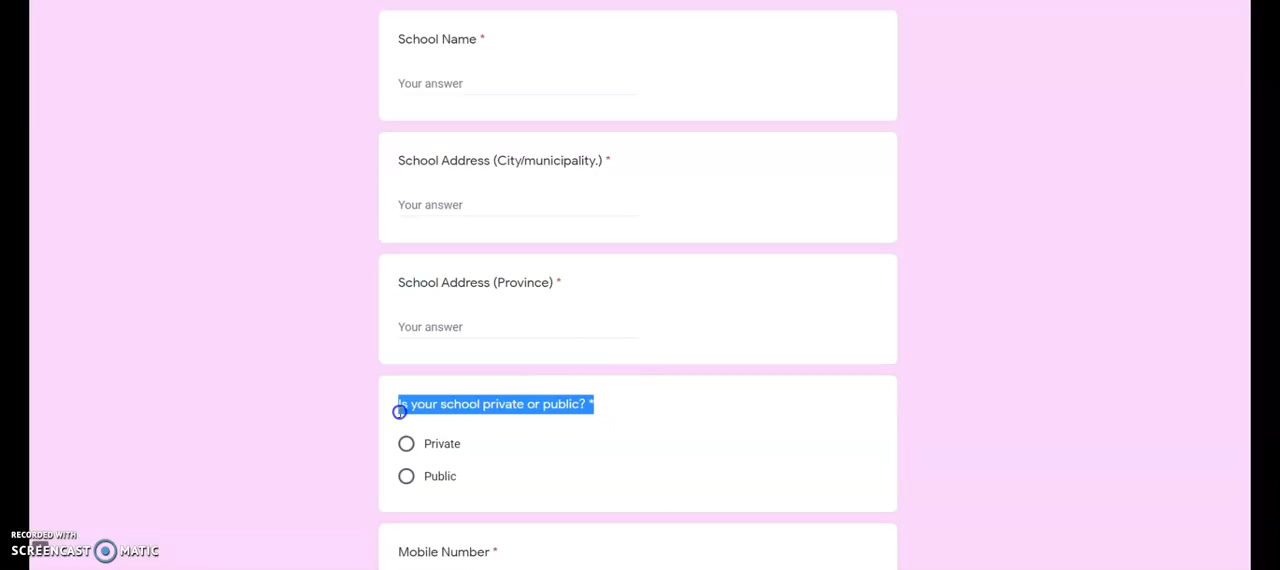 School Name *
Your answer
School Address (City/municipality.) *
Your answer
School Address (Province) *
Your answer
Is your school private or public? *
Private
Public
Mobile Number *
RECORDED WITH
SCREENCAST MATIC